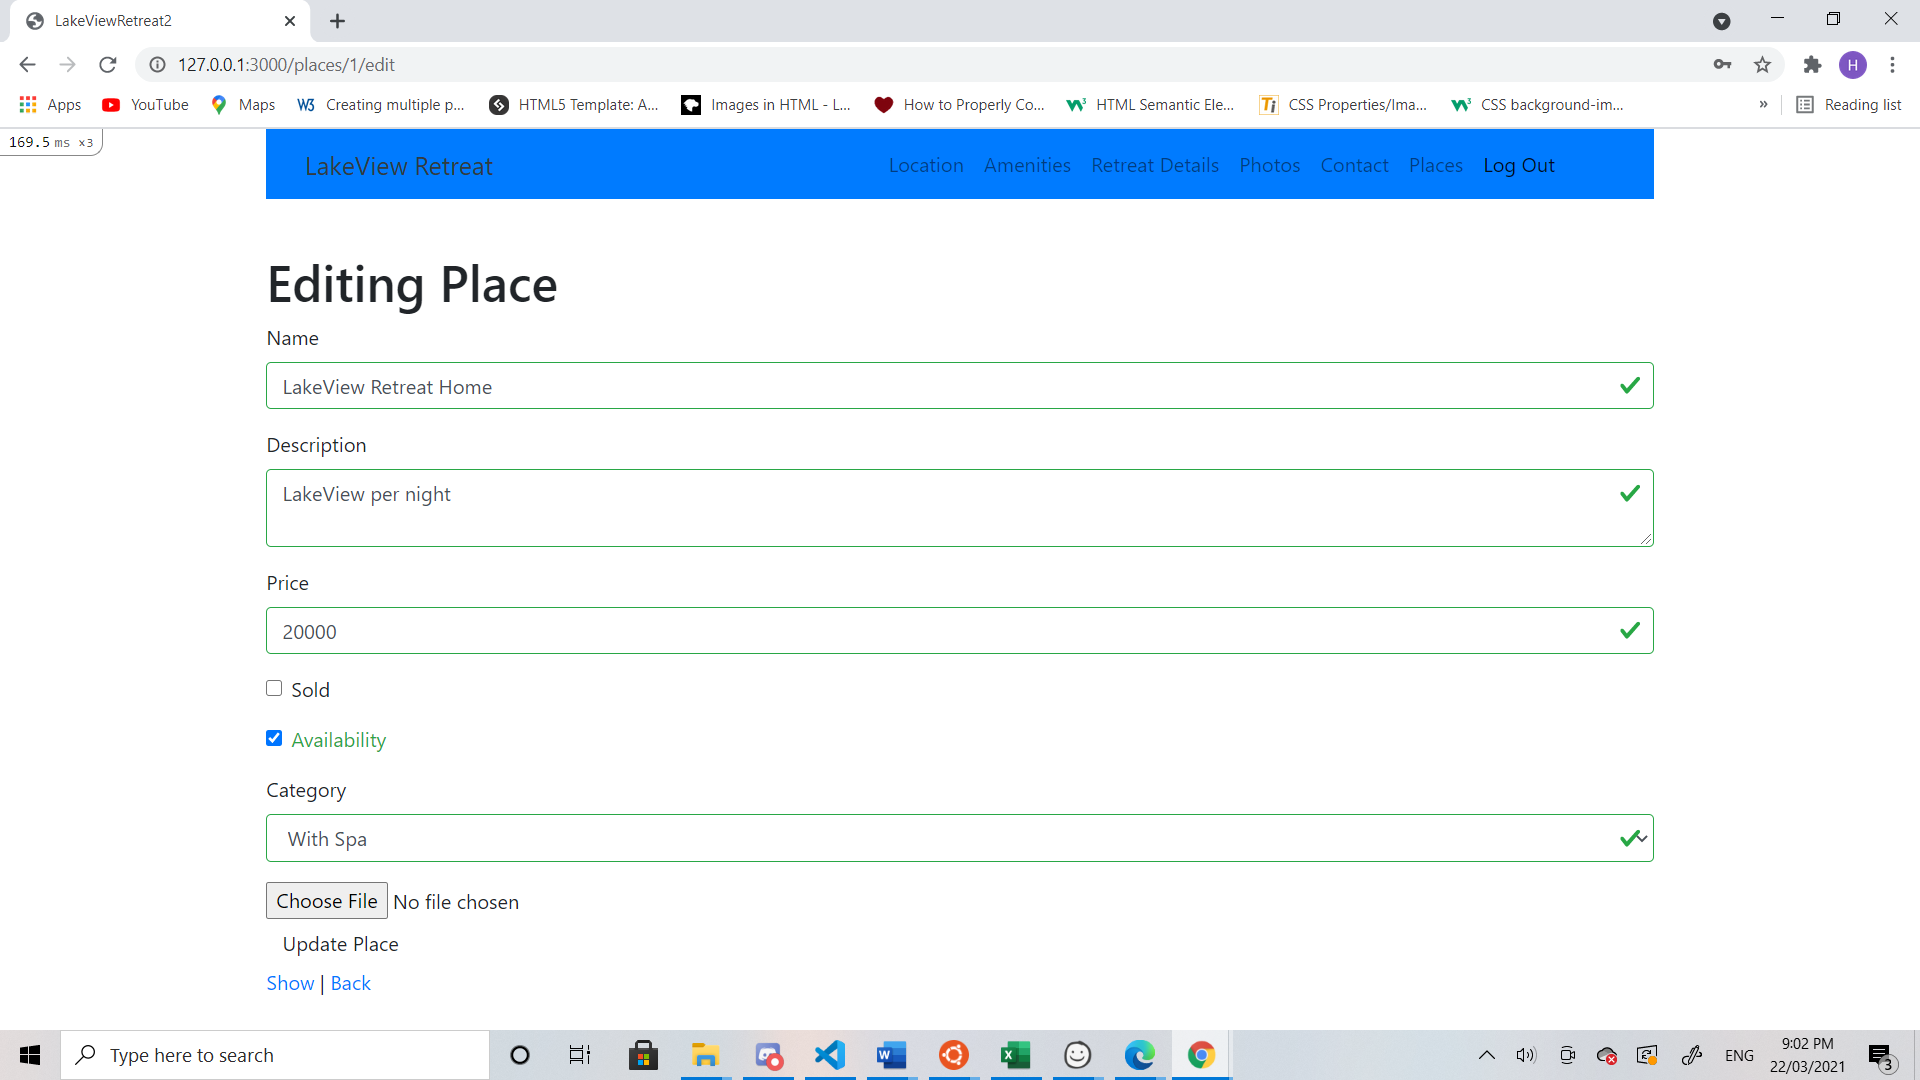 LakeViewRetreat2
127.0.0.1:3000/places/1/edit
H
Apps YouTube Maps Creating multiple p... HTML5 Template: A... Images in HTML - L... How to Properly Co... HTML Semantic Ele... CSS Properties/Ima... CSS background-im... » Reading list
169.5 ms x3
LakeView Retreat Location Amenities Retreat Details Photos Contact Places Log Out
Editing Place
Name
LakeView Retreat Home
Description
LakeView per night
Price
20000
Sold
Availability
Category
With Spa
Choose File No file chosen
Update Place
Show | Back
Type here to search
ENG
9:02 PM
22/03/2021
3